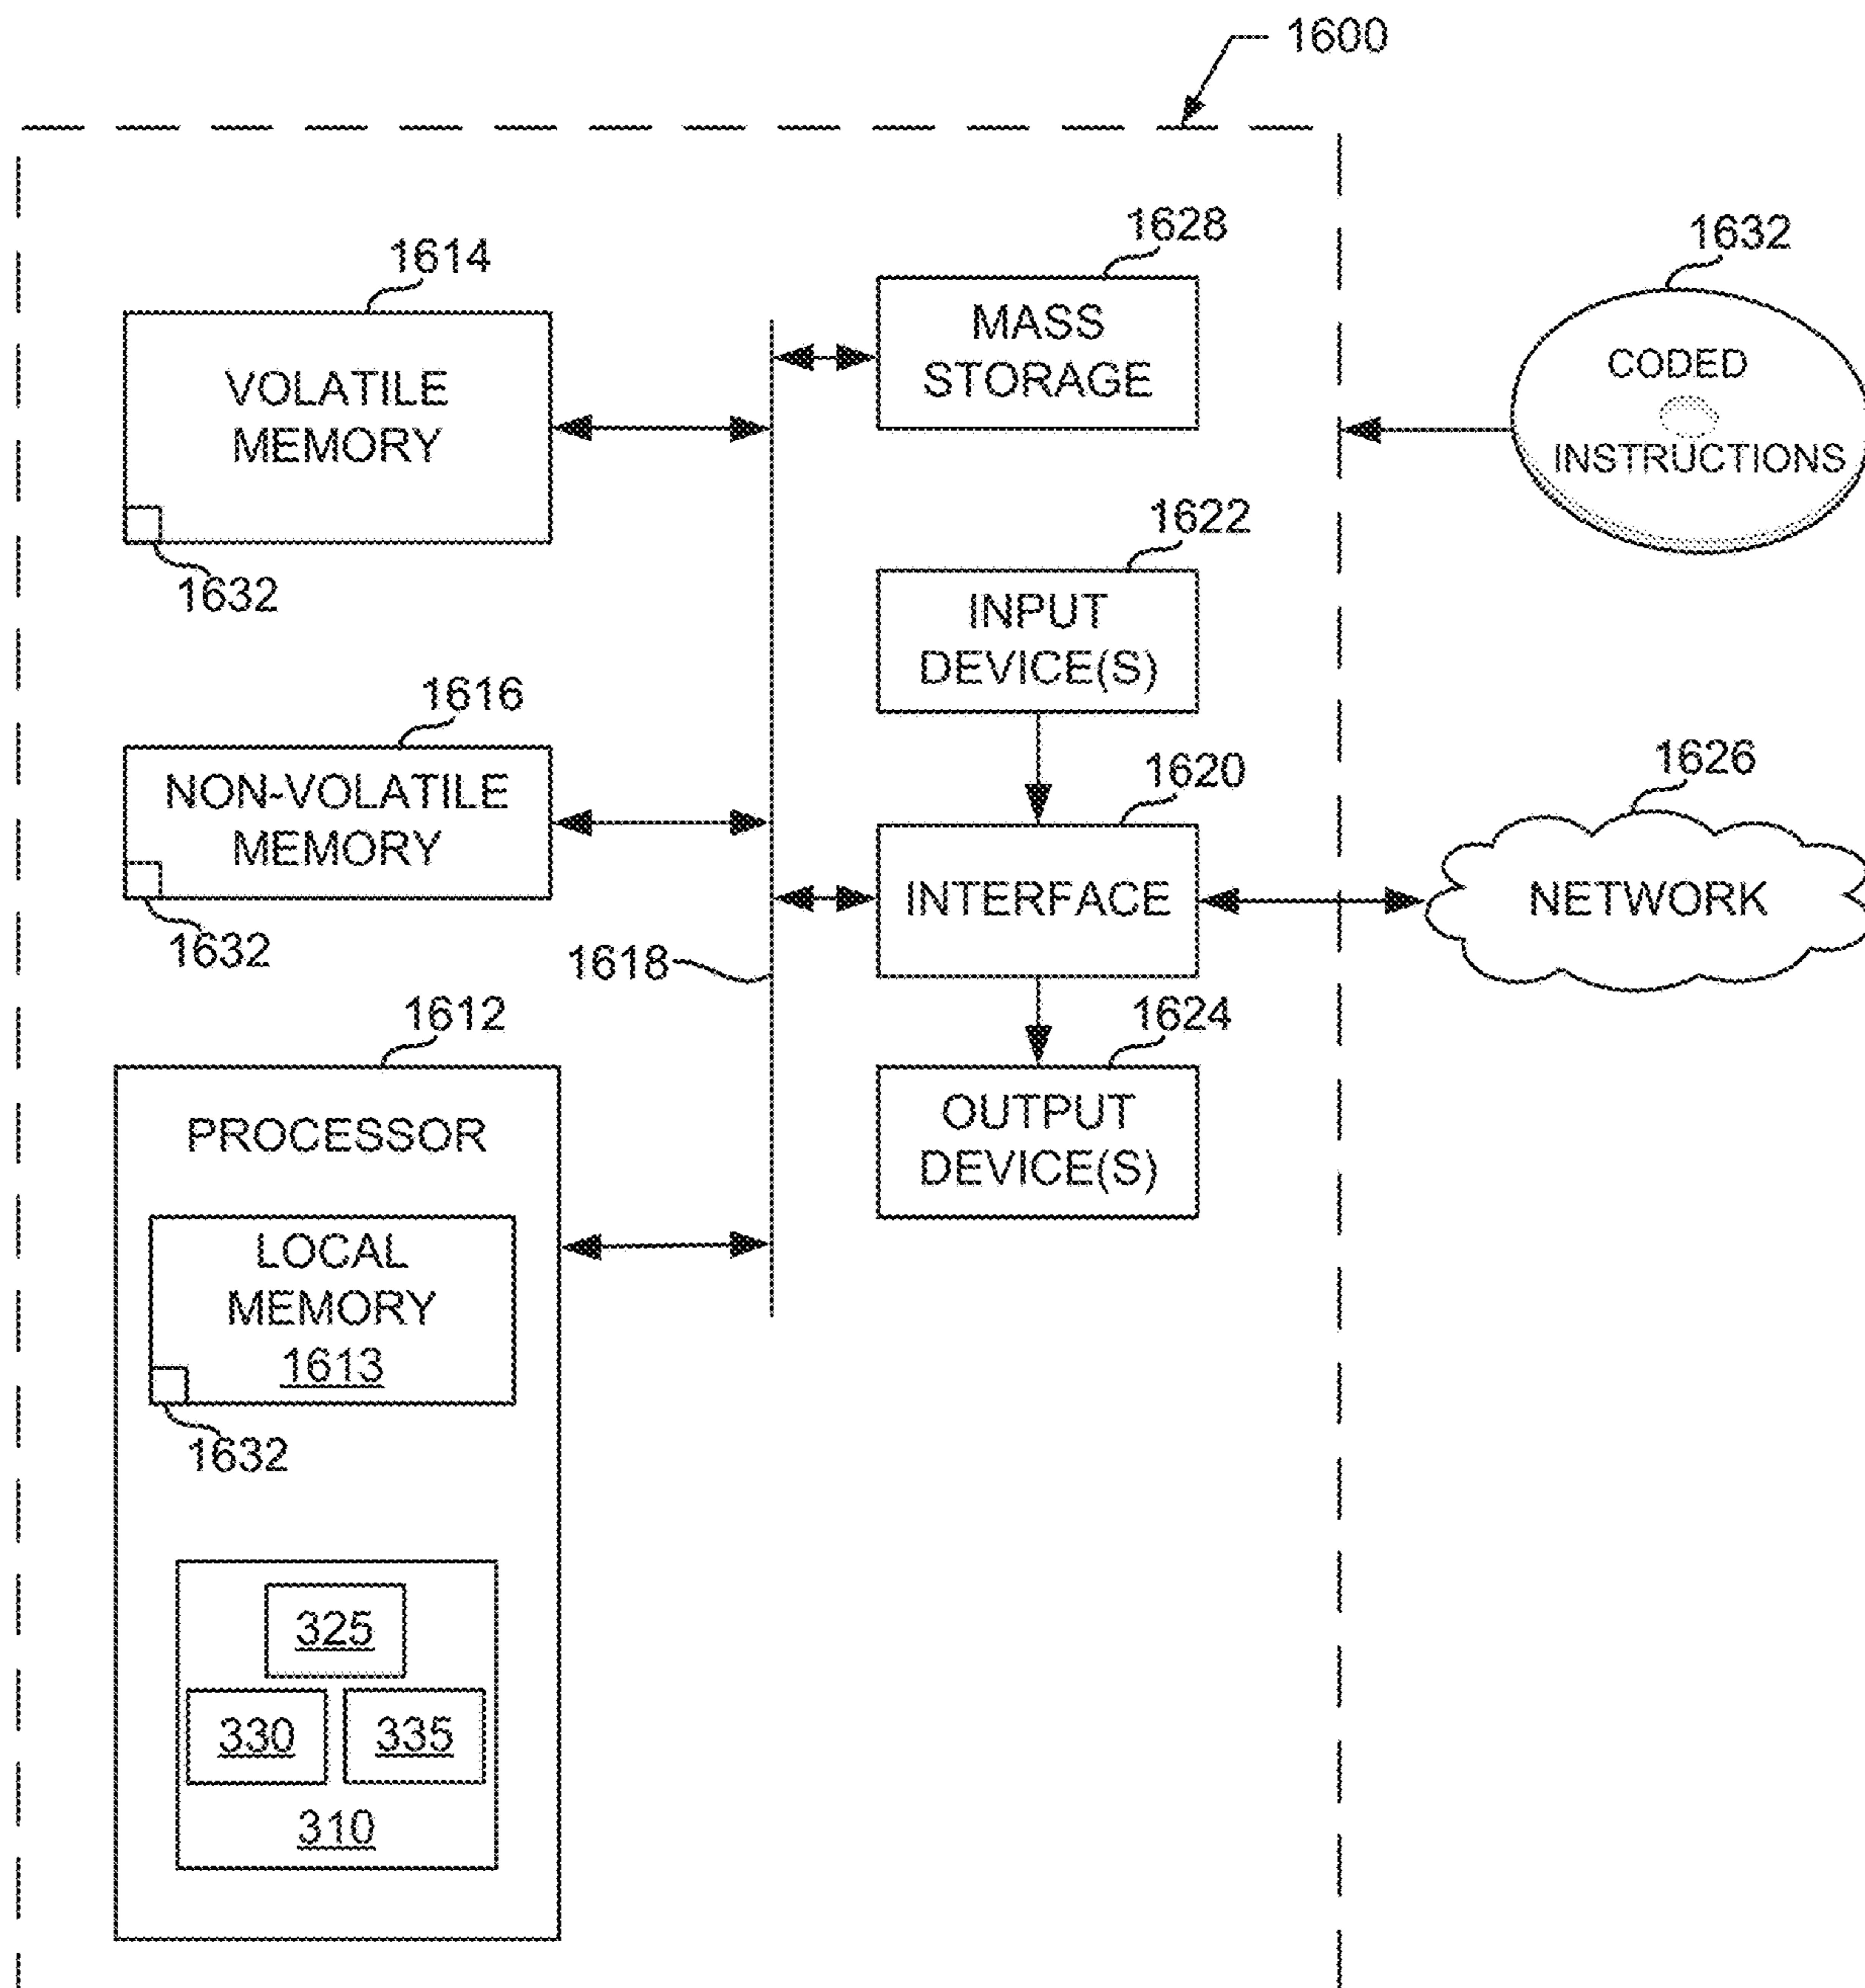 1600
1614
VOLATILE
MEMORY
1632
1628
MASS
STORAGE
1632
CODED
INSTRUCTIONS
1622
INPUT
DEVICE(S)
1616
NON-VOLATILE
MEMORY
1632
1618
1620
INTERFACE
1626
NETWORK
1612
PROCESSOR
LOCAL
MEMORY
1613
1632
1624
OUTPUT
DEVICE(S)
325
330
335
310